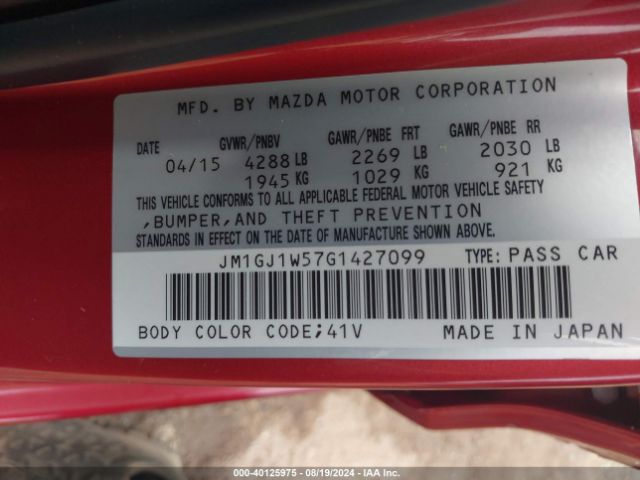 MFD. BY MAZDA MOTOR CORPORATION
DATE GVWR/PNBV GAWR/PNBE FRT GAWR/PNBE RR
04/15 4288 LB 2269 LB 2030 LB
1945 KG 1029 KG 921 KG
THIS VEHICLE CONFORMS TO ALL APPLICABLE FEDERAL MOTOR VEHICLE SAFETY
,BUMPER,AND THEFT PREVENTION
STANDARDS IN EFFECT ON THE DATE OF MANUFACTURE SHOWN ABOVE.
JM1GJ1W57G1427099 TYPE: PASS CAR
BODY COLOR CODE;41V MADE IN JAPAN
000-40125975 - 08/19/2024 - IAA Inc.